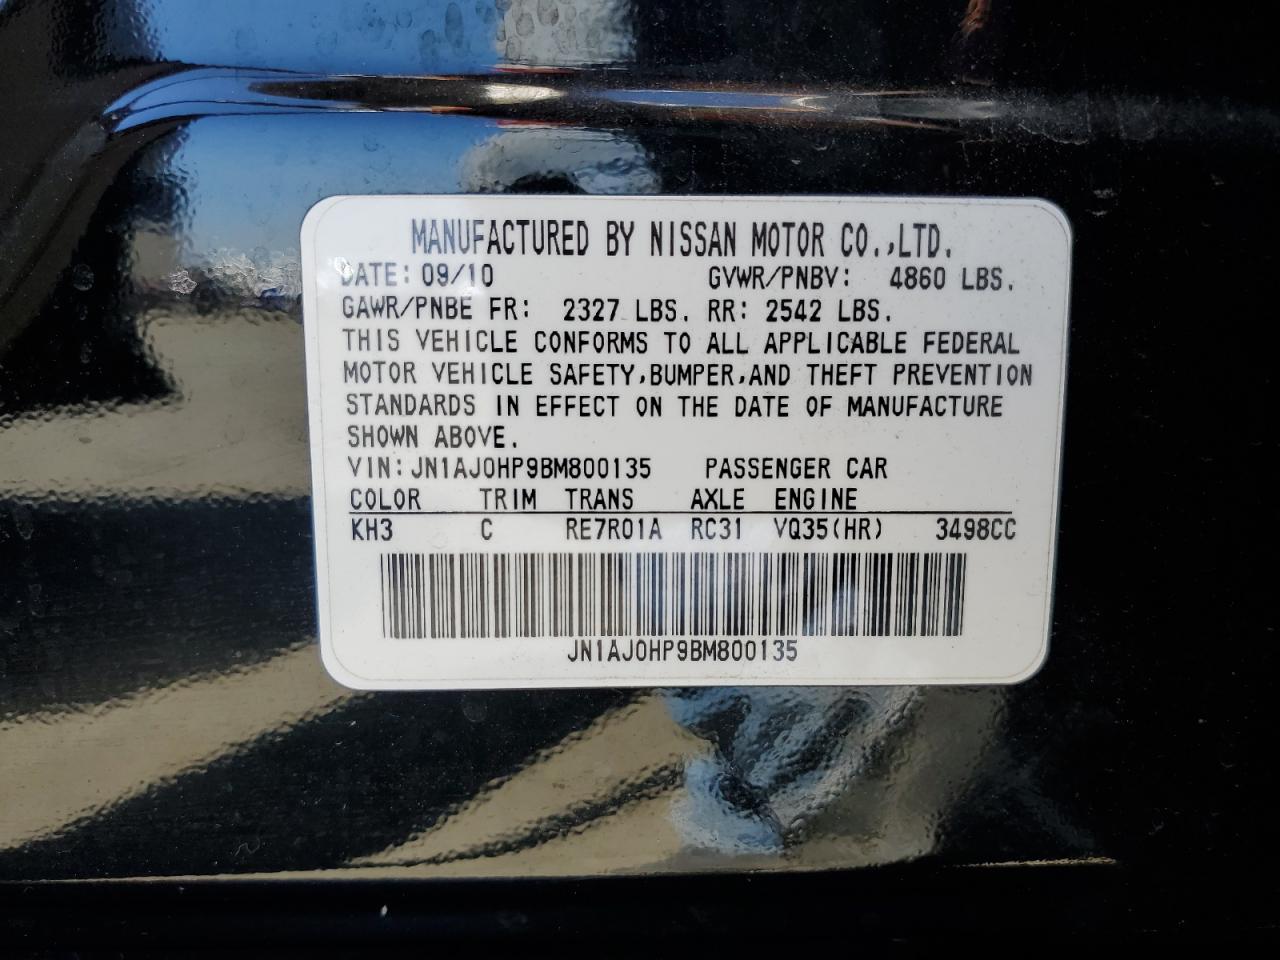 MANUFACTURED BY NISSAN MOTOR CO.,LTD.
DATE: 09/10 GVWR/PNBV: 4860 LBS.
GAWR/PNBE FR: 2327 LBS. RR: 2542 LBS.
THIS VEHICLE CONFORMS TO ALL APPLICABLE FEDERAL
MOTOR VEHICLE SAFETY,BUMPER,AND THEFT PREVENTION
STANDARDS IN EFFECT ON THE DATE OF MANUFACTURE
SHOWN ABOVE.
VIN: JN1AJ0HP9BM800135 PASSENGER CAR
COLOR TRIM TRANS AXLE ENGINE
KH3 C RE7R01A RC31 VQ35(HR) 3498CC
JN1AJ0HP9BM800135